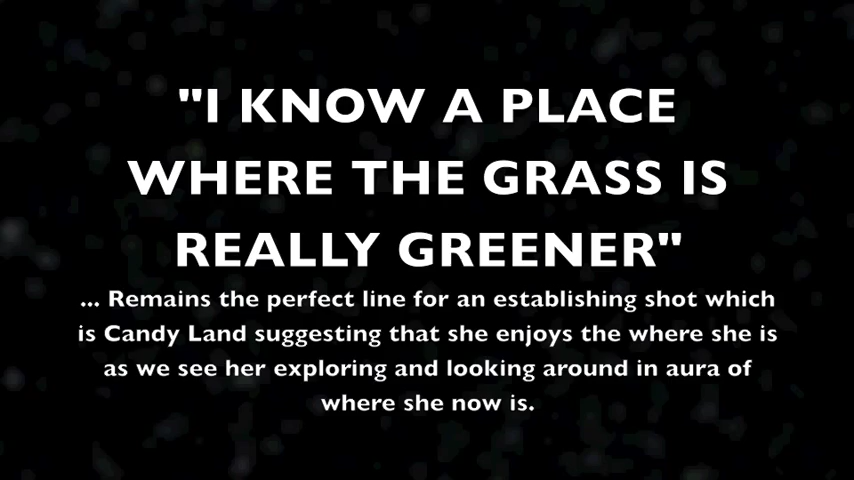 "I KNOW A PLACE
WHERE THE GRASS IS
REALLY GREENER"
... Remains the perfect line for an establishing shot which
is Candy Land suggesting that she enjoys the where she is
as we see her exploring and looking around in aura of
where she now is.